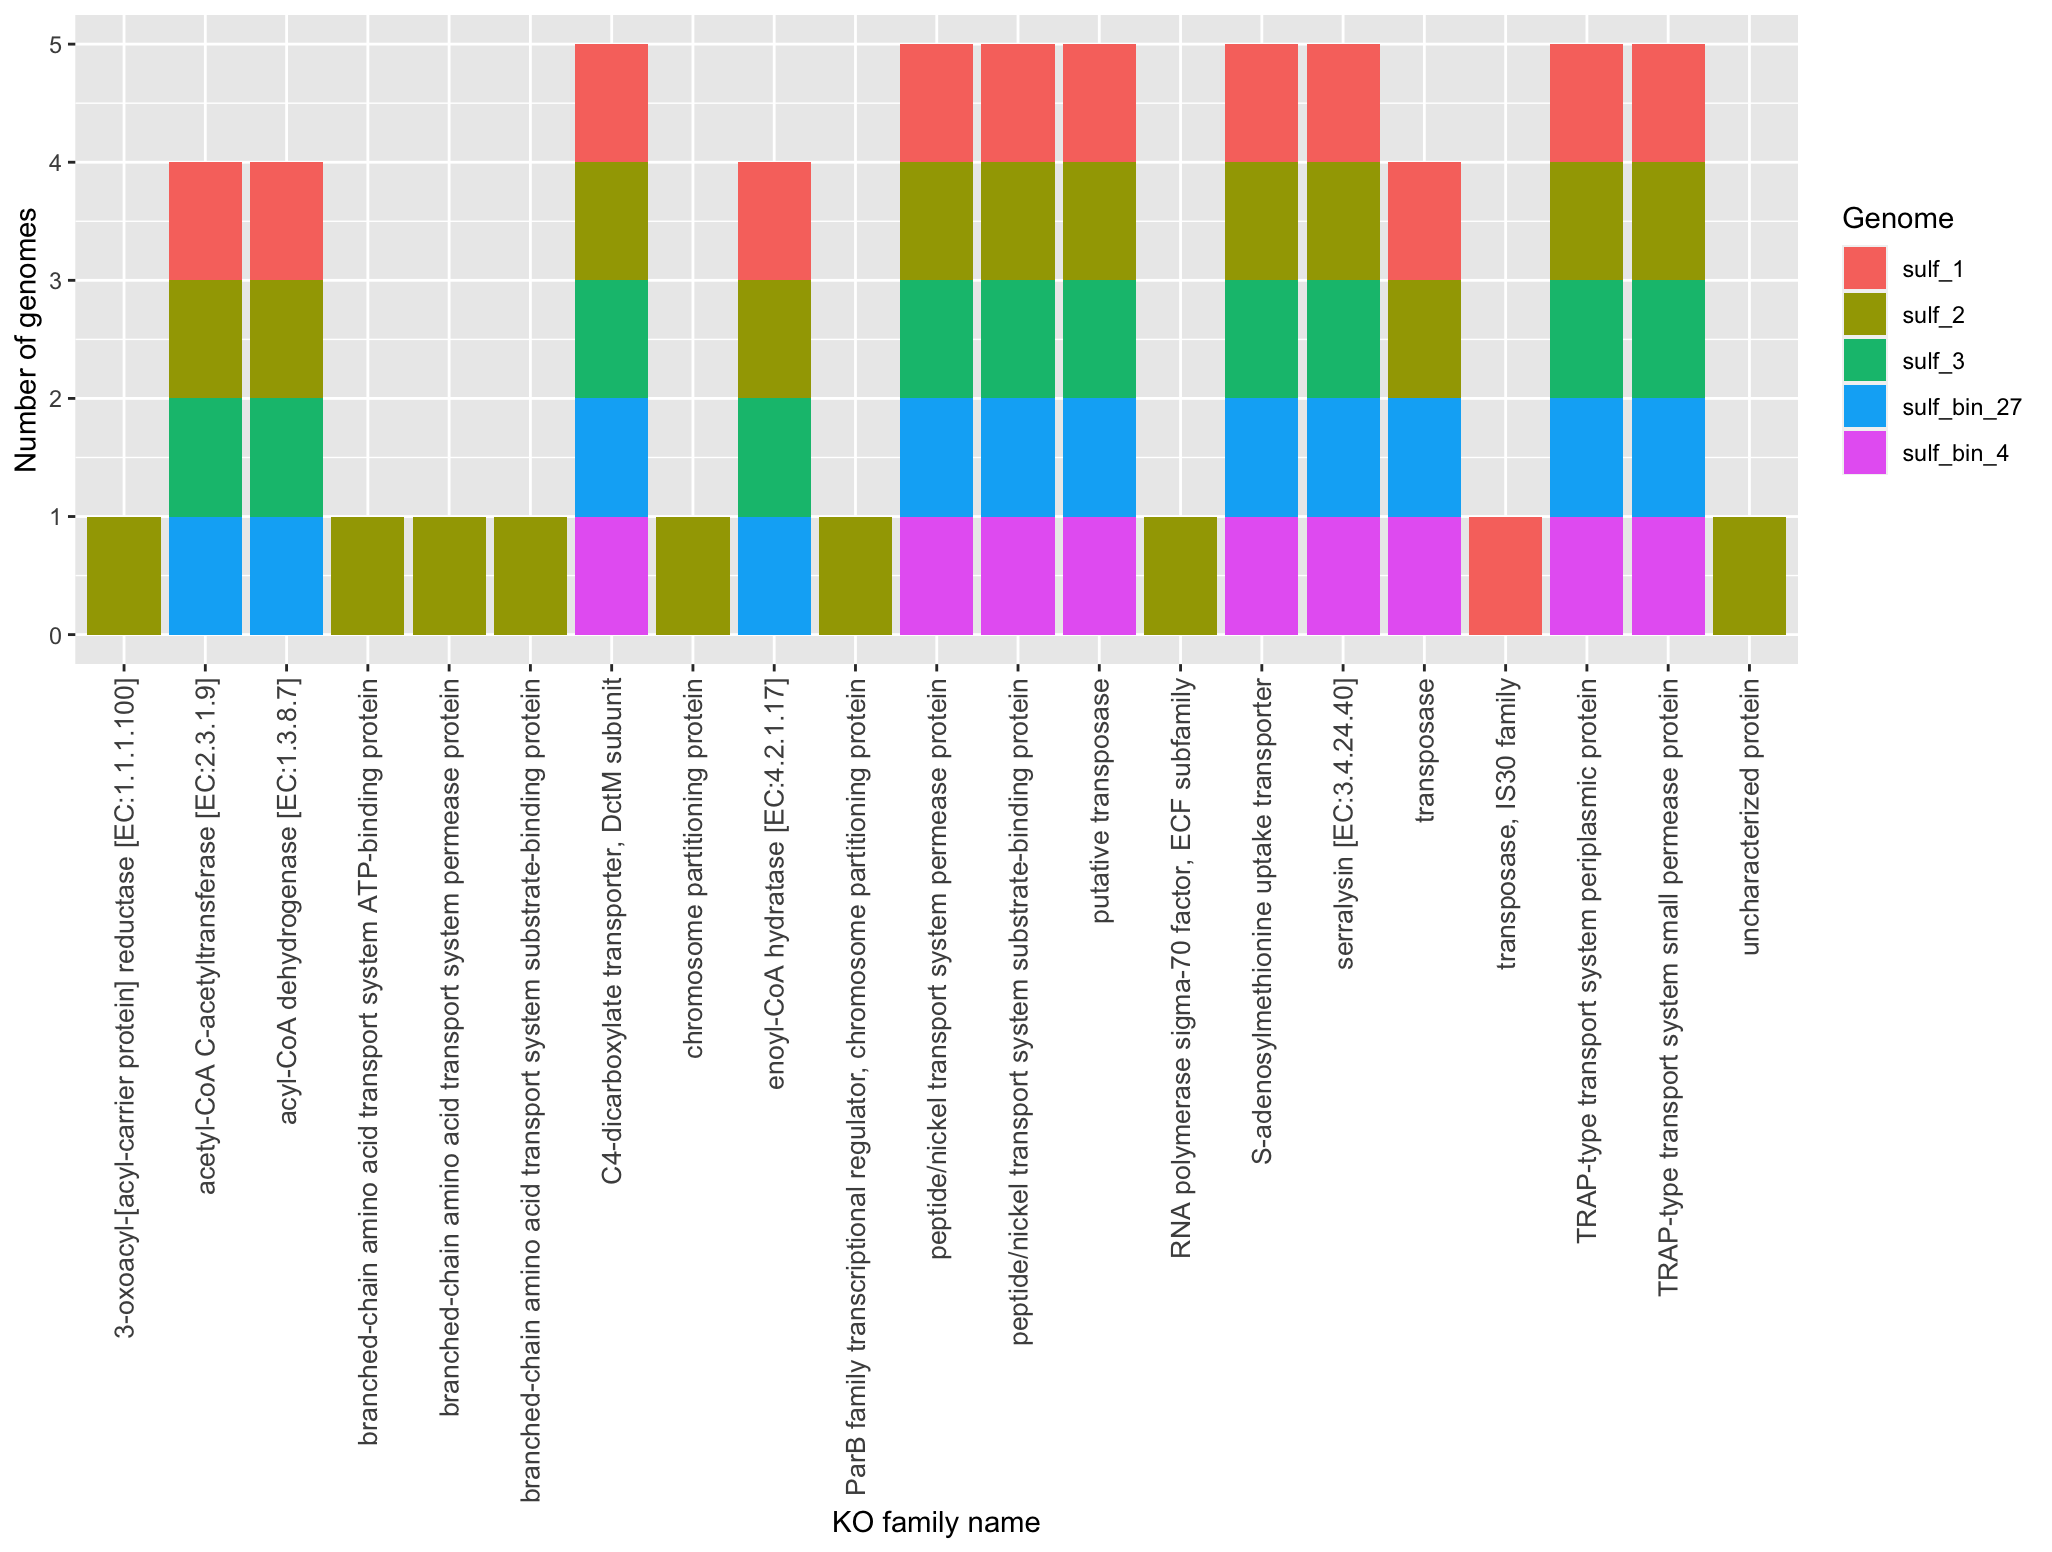 Number of genomes
5
4
3
2
1
0
3-oxoacyl-[acyl-carrier protein] reductase [EC:1.1.1.100]
acetyl-CoA C-acetyltransferase [EC:2.3.1.9]
acyl-CoA dehydrogenase [EC:1.3.8.7]
branched-chain amino acid transport system ATP-binding protein
branched-chain amino acid transport system permease protein
branched-chain amino acid transport system substrate-binding protein
C4-dicarboxylate transporter, DctM subunit
chromosome partitioning protein
enoyl-CoA hydratase [EC:4.2.1.17]
ParB family transcriptional regulator, chromosome partitioning protein
peptide/nickel transport system permease protein
peptide/nickel transport system substrate-binding protein
putative transposase
RNA polymerase sigma-70 factor, ECF subfamily
S-adenosylmethionine uptake transporter
serralysin [EC:3.4.24.40]
transposase
transposase, IS30 family
TRAP-type transport system periplasmic protein
TRAP-type transport system small permease protein
uncharacterized protein
KO family name
Genome
sulf_1
sulf_2
sulf_3
sulf_bin_27
sulf_bin_4